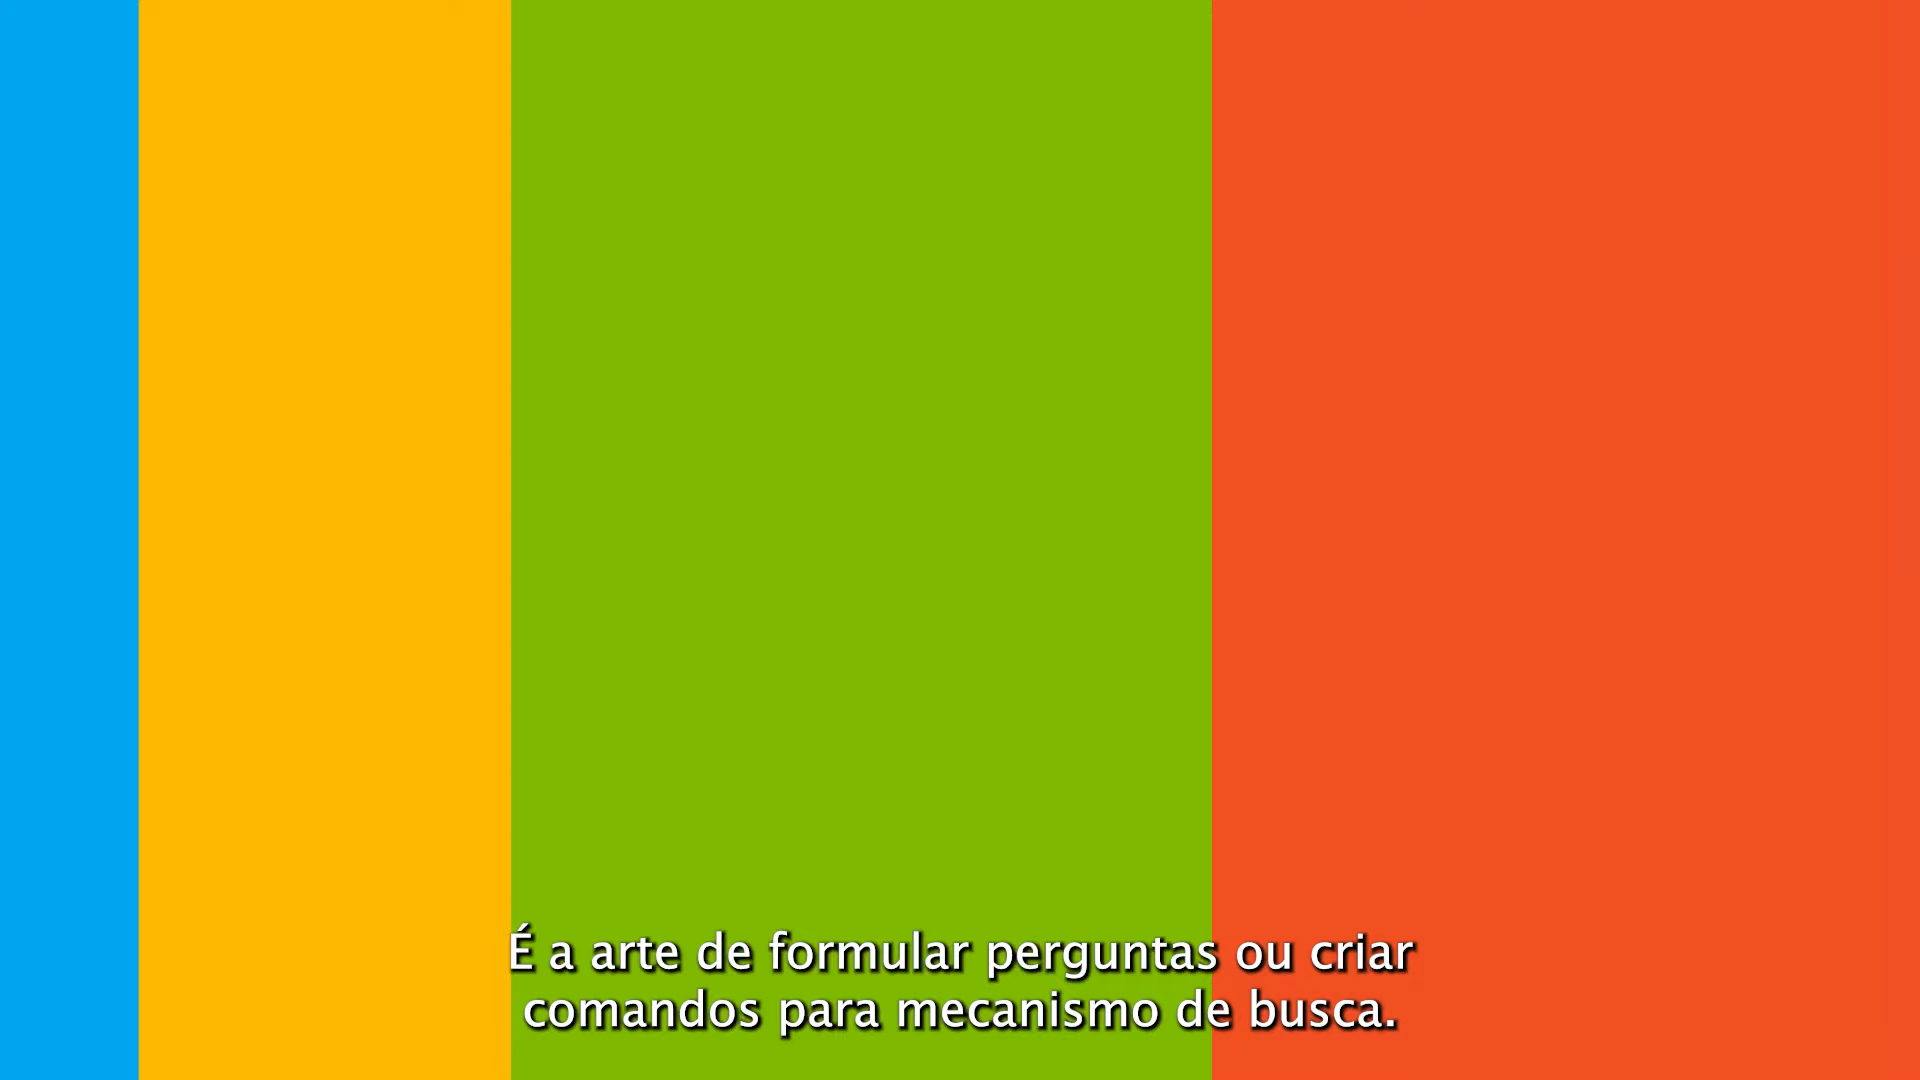 É a arte de formular perguntas ou criar
comandos para mecanismo de busca.